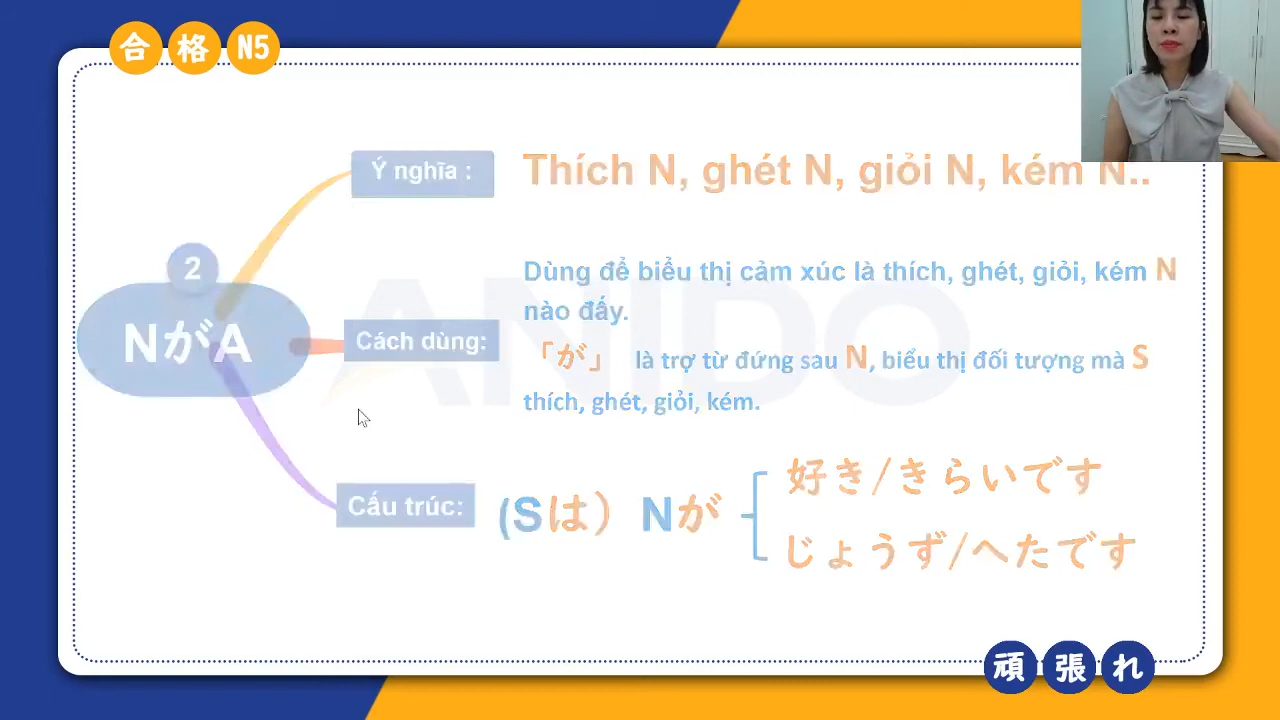 合格N5
Ý nghĩa :
Thích N, ghét N, giỏi N, kém N..
2
NがA
Cách dùng:
Dùng để biểu thị cảm xúc là thích, ghét, giỏi, kém N
nào đấy.
「が」 là trợ từ đứng sau N, biểu thị đối tượng mà S
thích, ghét, giỏi, kém.
ANIDO
Cấu trúc:
(Sは）Nが
好き/きらいです
じょうず/へたです
頑張れ